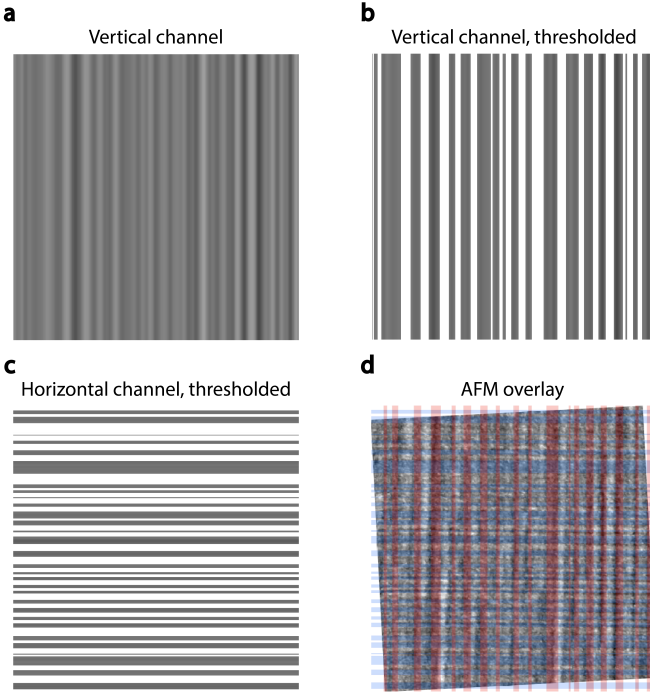 a
Vertical channel
b
Vertical channel, thresholded
c
Horizontal channel, thresholded
d
AFM overlay